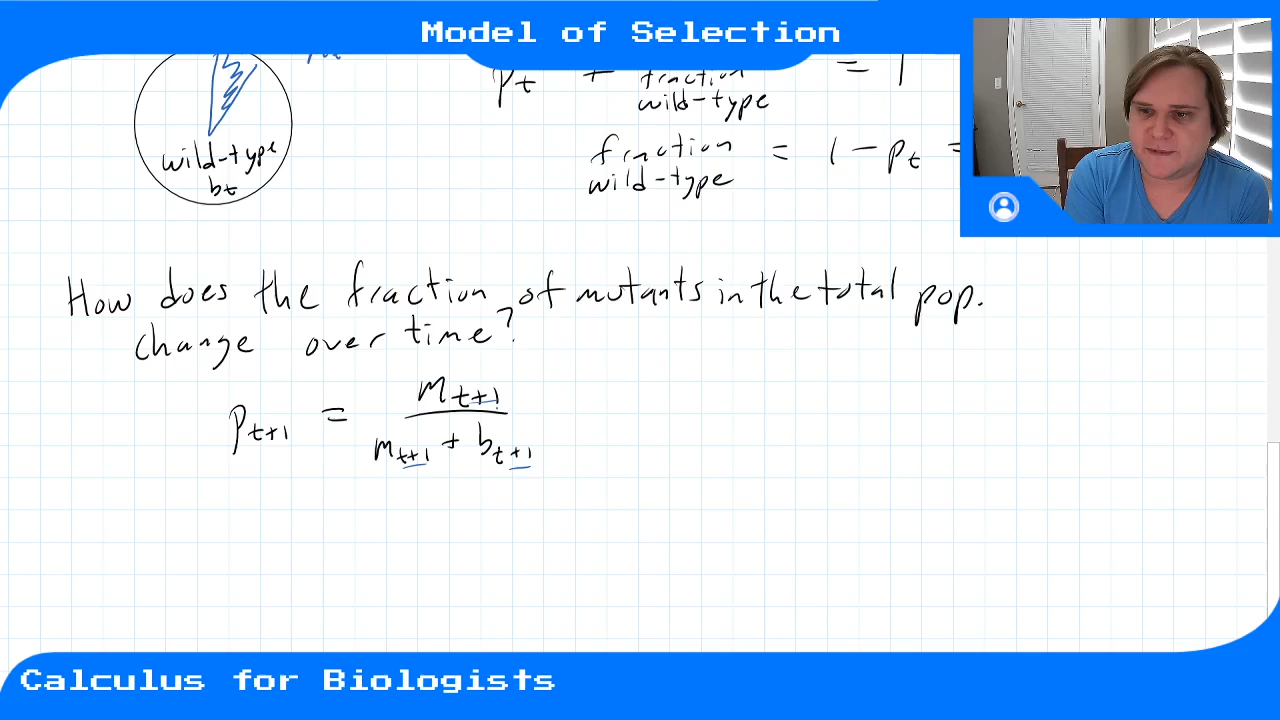 Model of Selection
pt + fraction = 1
wild-type
wild-type
bt
fraction = 1 - pt =
wild-type
How does the fraction of mutants in the total pop.
change over time?
pt+1 = mt+1
mt+1 + bt+1
Calculus for Biologists